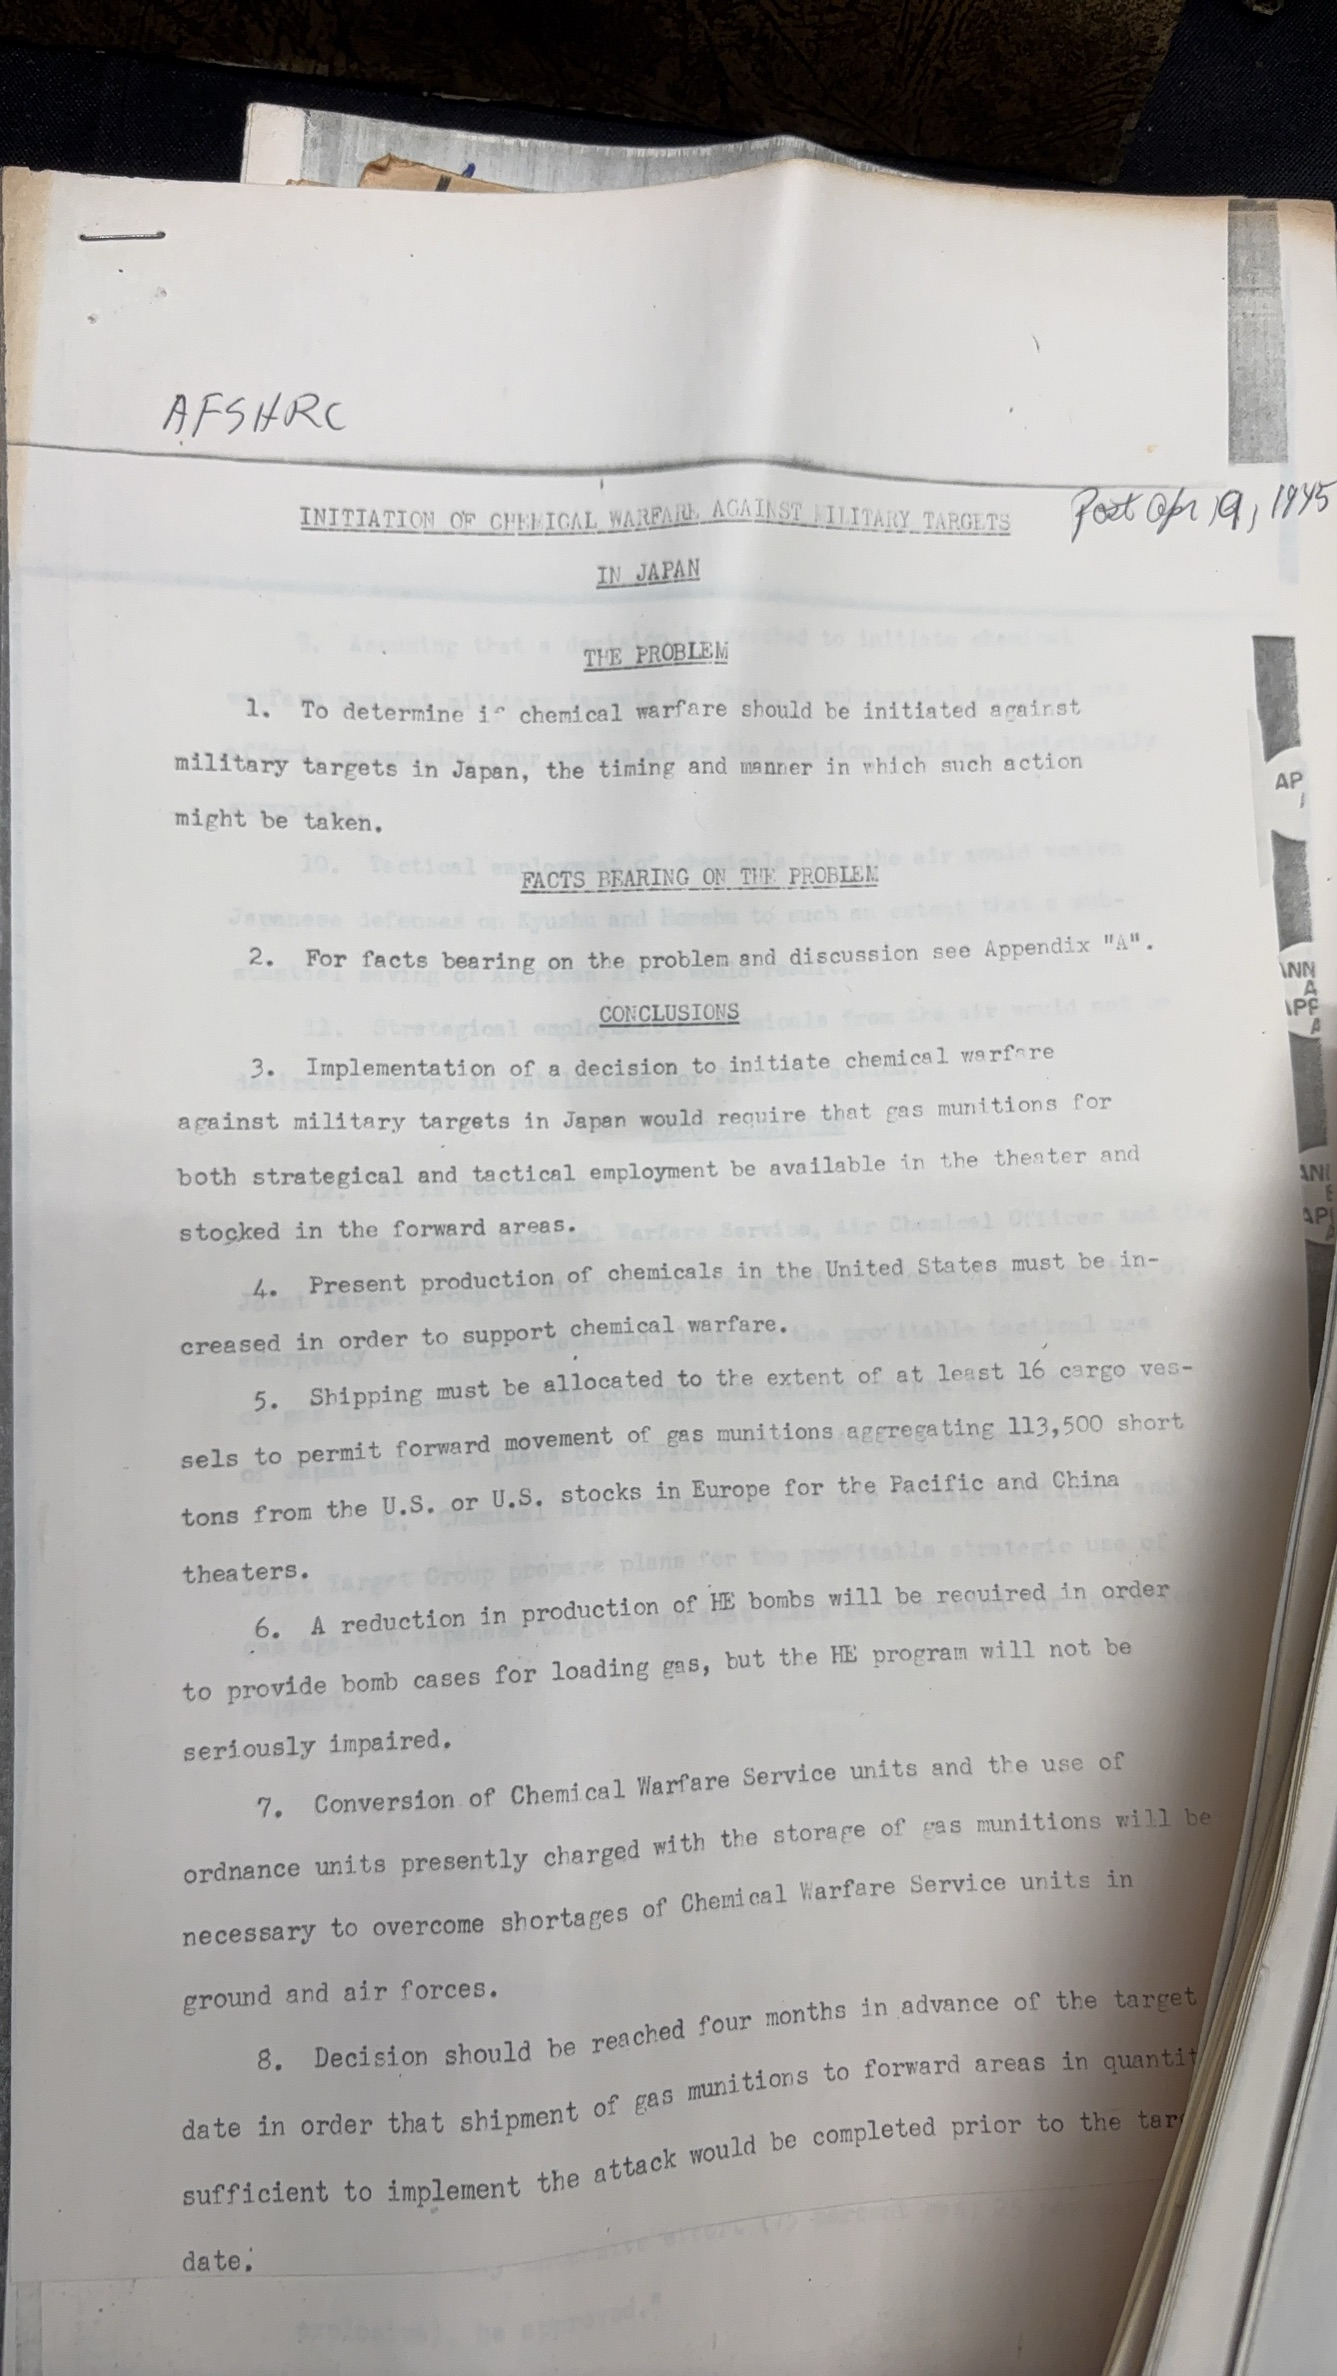 AFSHRC
Post Apr 19, 1945
INITIATION OF CHEMICAL WARFARE AGAINST MILITARY TARGETS
IN JAPAN
THE PROBLEM
1. To determine if chemical warfare should be initiated against
military targets in Japan, the timing and manner in which such action
might be taken.
FACTS BEARING ON THE PROBLEM
2. For facts bearing on the problem and discussion see Appendix "A".
CONCLUSIONS
3. Implementation of a decision to initiate chemical warfare
against military targets in Japan would require that gas munitions for
both strategical and tactical employment be available in the theater and
stocked in the forward areas.
4. Present production of chemicals in the United States must be in-
creased in order to support chemical warfare.
5. Shipping must be allocated to the extent of at least 16 cargo ves-
sels to permit forward movement of gas munitions aggregating 113,500 short
tons from the U.S. or U.S. stocks in Europe for the Pacific and China
theaters.
6. A reduction in production of HE bombs will be required in order
to provide bomb cases for loading gas, but the HE program will not be
seriously impaired.
7. Conversion of Chemical Warfare Service units and the use of
ordnance units presently charged with the storage of gas munitions will be
necessary to overcome shortages of Chemical Warfare Service units in
ground and air forces.
8. Decision should be reached four months in advance of the target
date in order that shipment of gas munitions to forward areas in quantit
sufficient to implement the attack would be completed prior to the tar
date.
AP